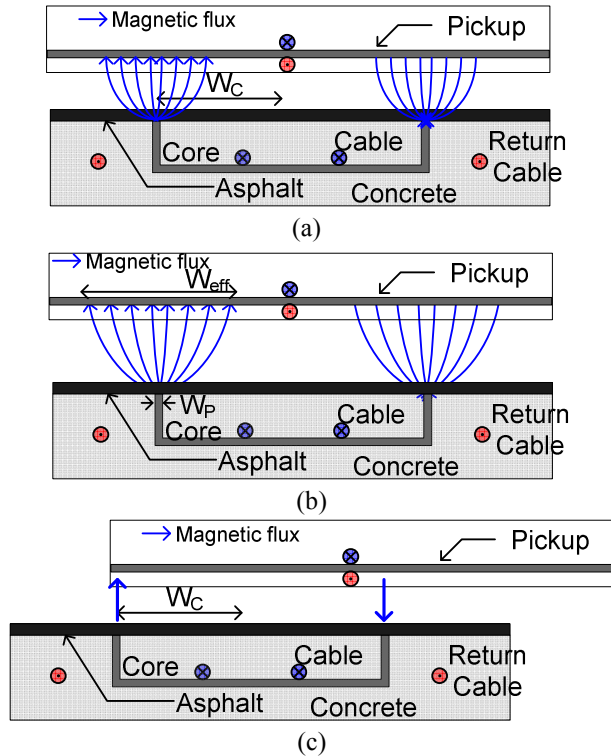 Magnetic flux
Pickup
W_C
Core
Cable
Return
Cable
Asphalt
Concrete
(a)
Magnetic flux
W_eff
Pickup
W_P
Core
Cable
Return
Cable
Asphalt
Concrete
(b)
Magnetic flux
Pickup
W_C
Core
Cable
Return
Cable
Asphalt
Concrete
(c)